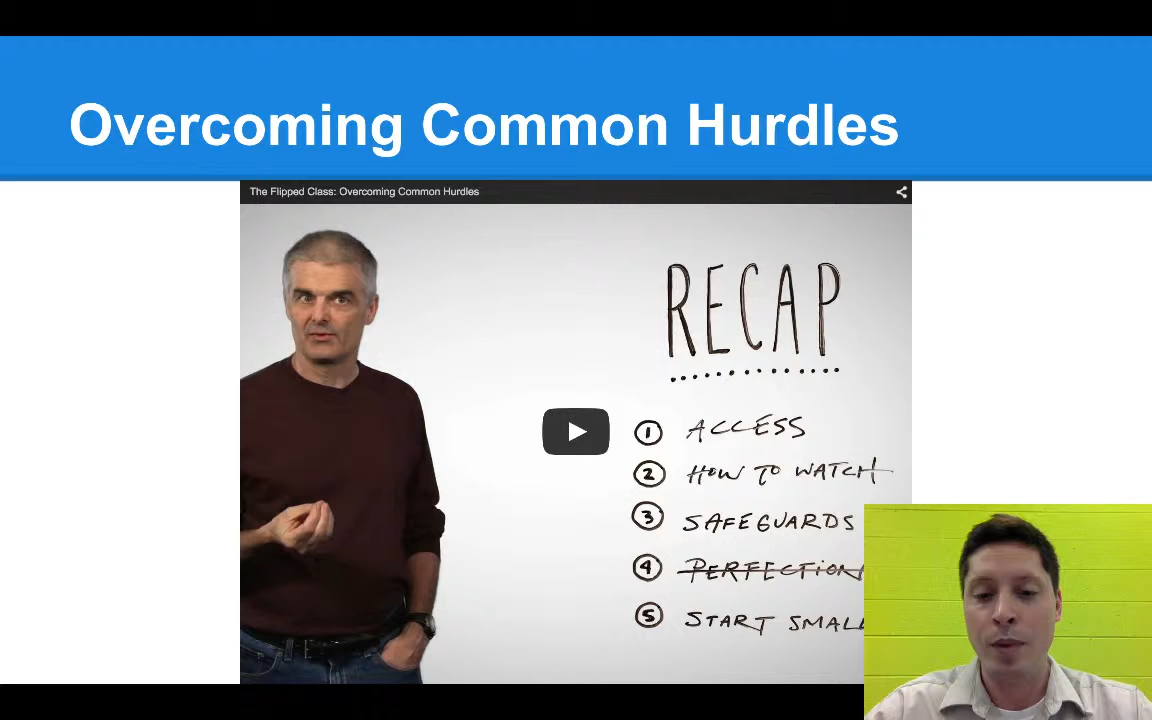 Overcoming Common Hurdles
The Flipped Class: Overcoming Common Hurdles
RECAP
1 ACCESS
2 HOW TO WATCH
3 SAFEGUARDS
4 PERFECTION
5 START SMALL